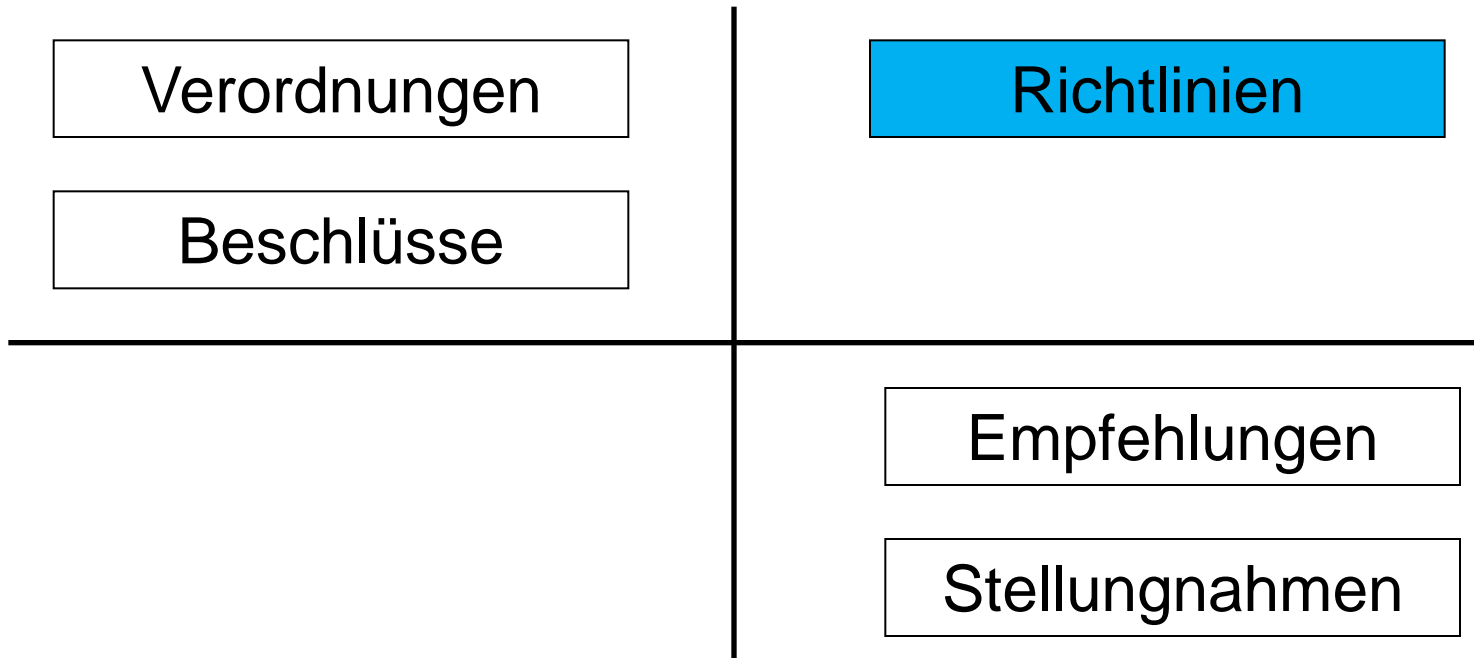 Verordnungen
Richtlinien
Beschlüsse
Empfehlungen
Stellungnahmen